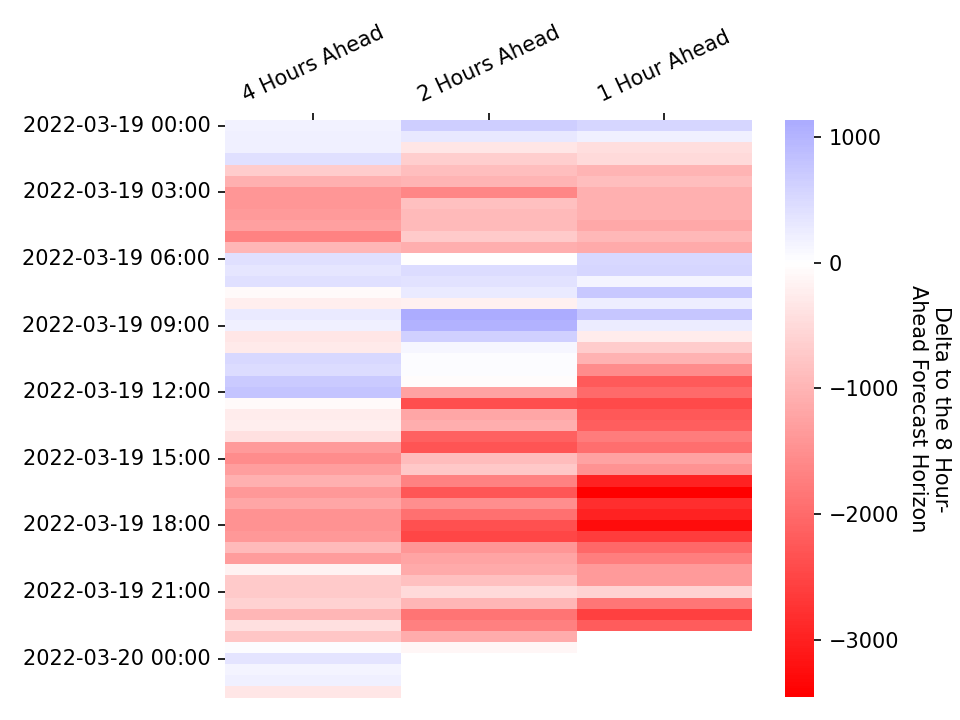 4 Hours Ahead
2 Hours Ahead
1 Hour Ahead
2022-03-19 00:00
2022-03-19 03:00
2022-03-19 06:00
2022-03-19 09:00
2022-03-19 12:00
2022-03-19 15:00
2022-03-19 18:00
2022-03-19 21:00
2022-03-20 00:00
1000
0
−1000
−2000
−3000
Delta to the 8 Hour-
Ahead Forecast Horizon